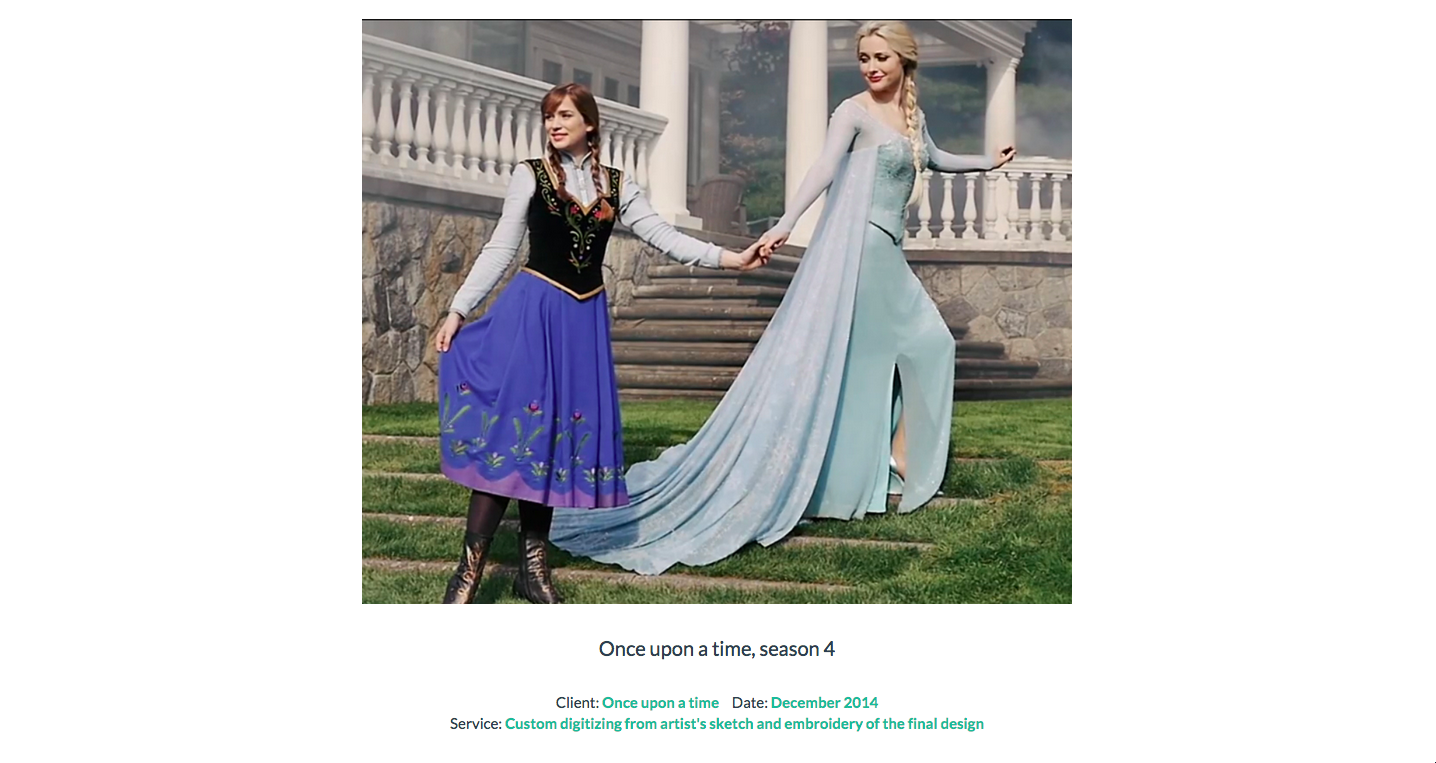 Once upon a time, season 4
Client: Once upon a time Date: December 2014
Service: Custom digitizing from artist's sketch and embroidery of the final design